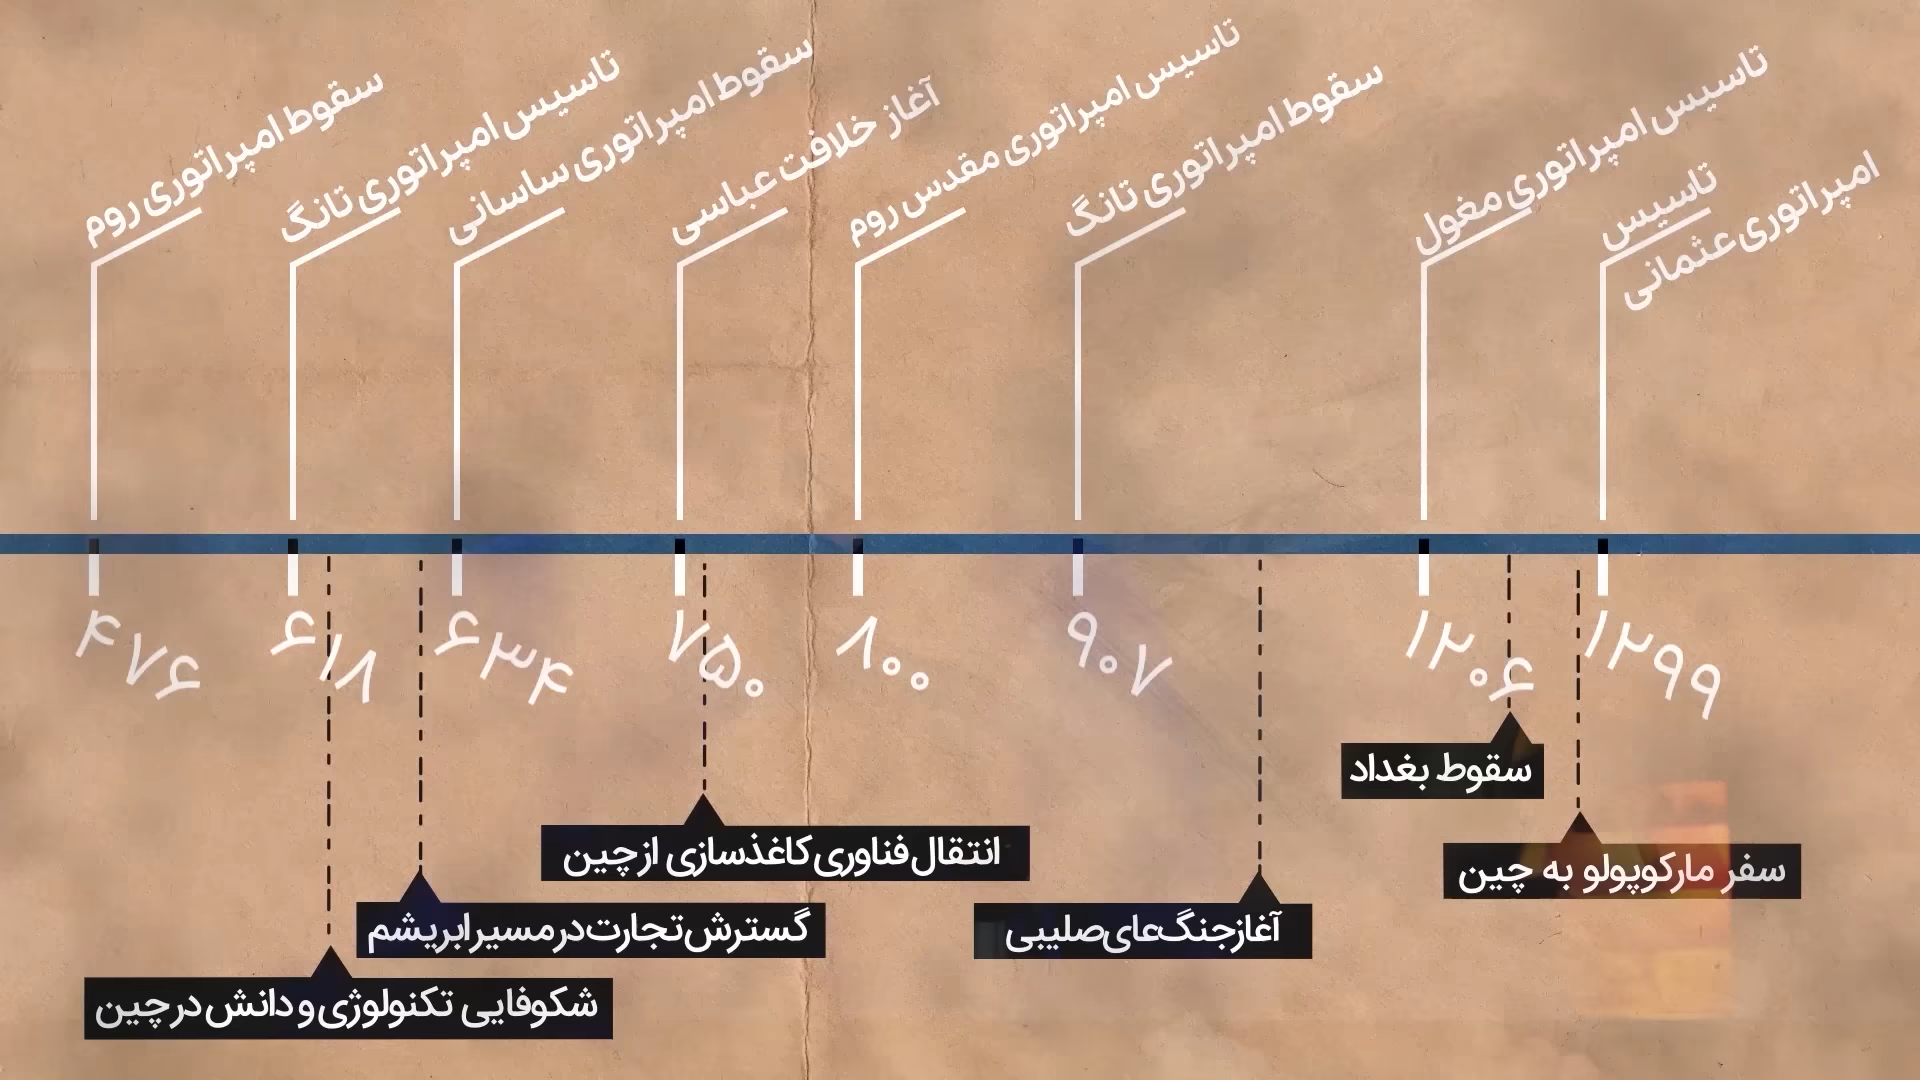 سقوط امپراتوری روم
تاسیس امپراتوری تانگ
سقوط امپراتوری ساسانی
آغاز خلافت عباسی
تاسیس امپراتوری مقدس روم
سقوط امپراتوری تانگ
تاسیس امپراتوری مغول
تاسیس
امپراتوری عثمانی
۴۷۶
۶۱۸
۶۳۴
۷۵۰
۸۰۰
۹۰۷
۱۲۰۶
۱۲۹۹
سقوط بغداد
انتقال فناوری کاغذسازی از چین
سفر مارکوپولو به چین
گسترش تجارت در مسیر ابریشم
آغاز جنگ‌های صلیبی
شکوفایی تکنولوژی و دانش در چین